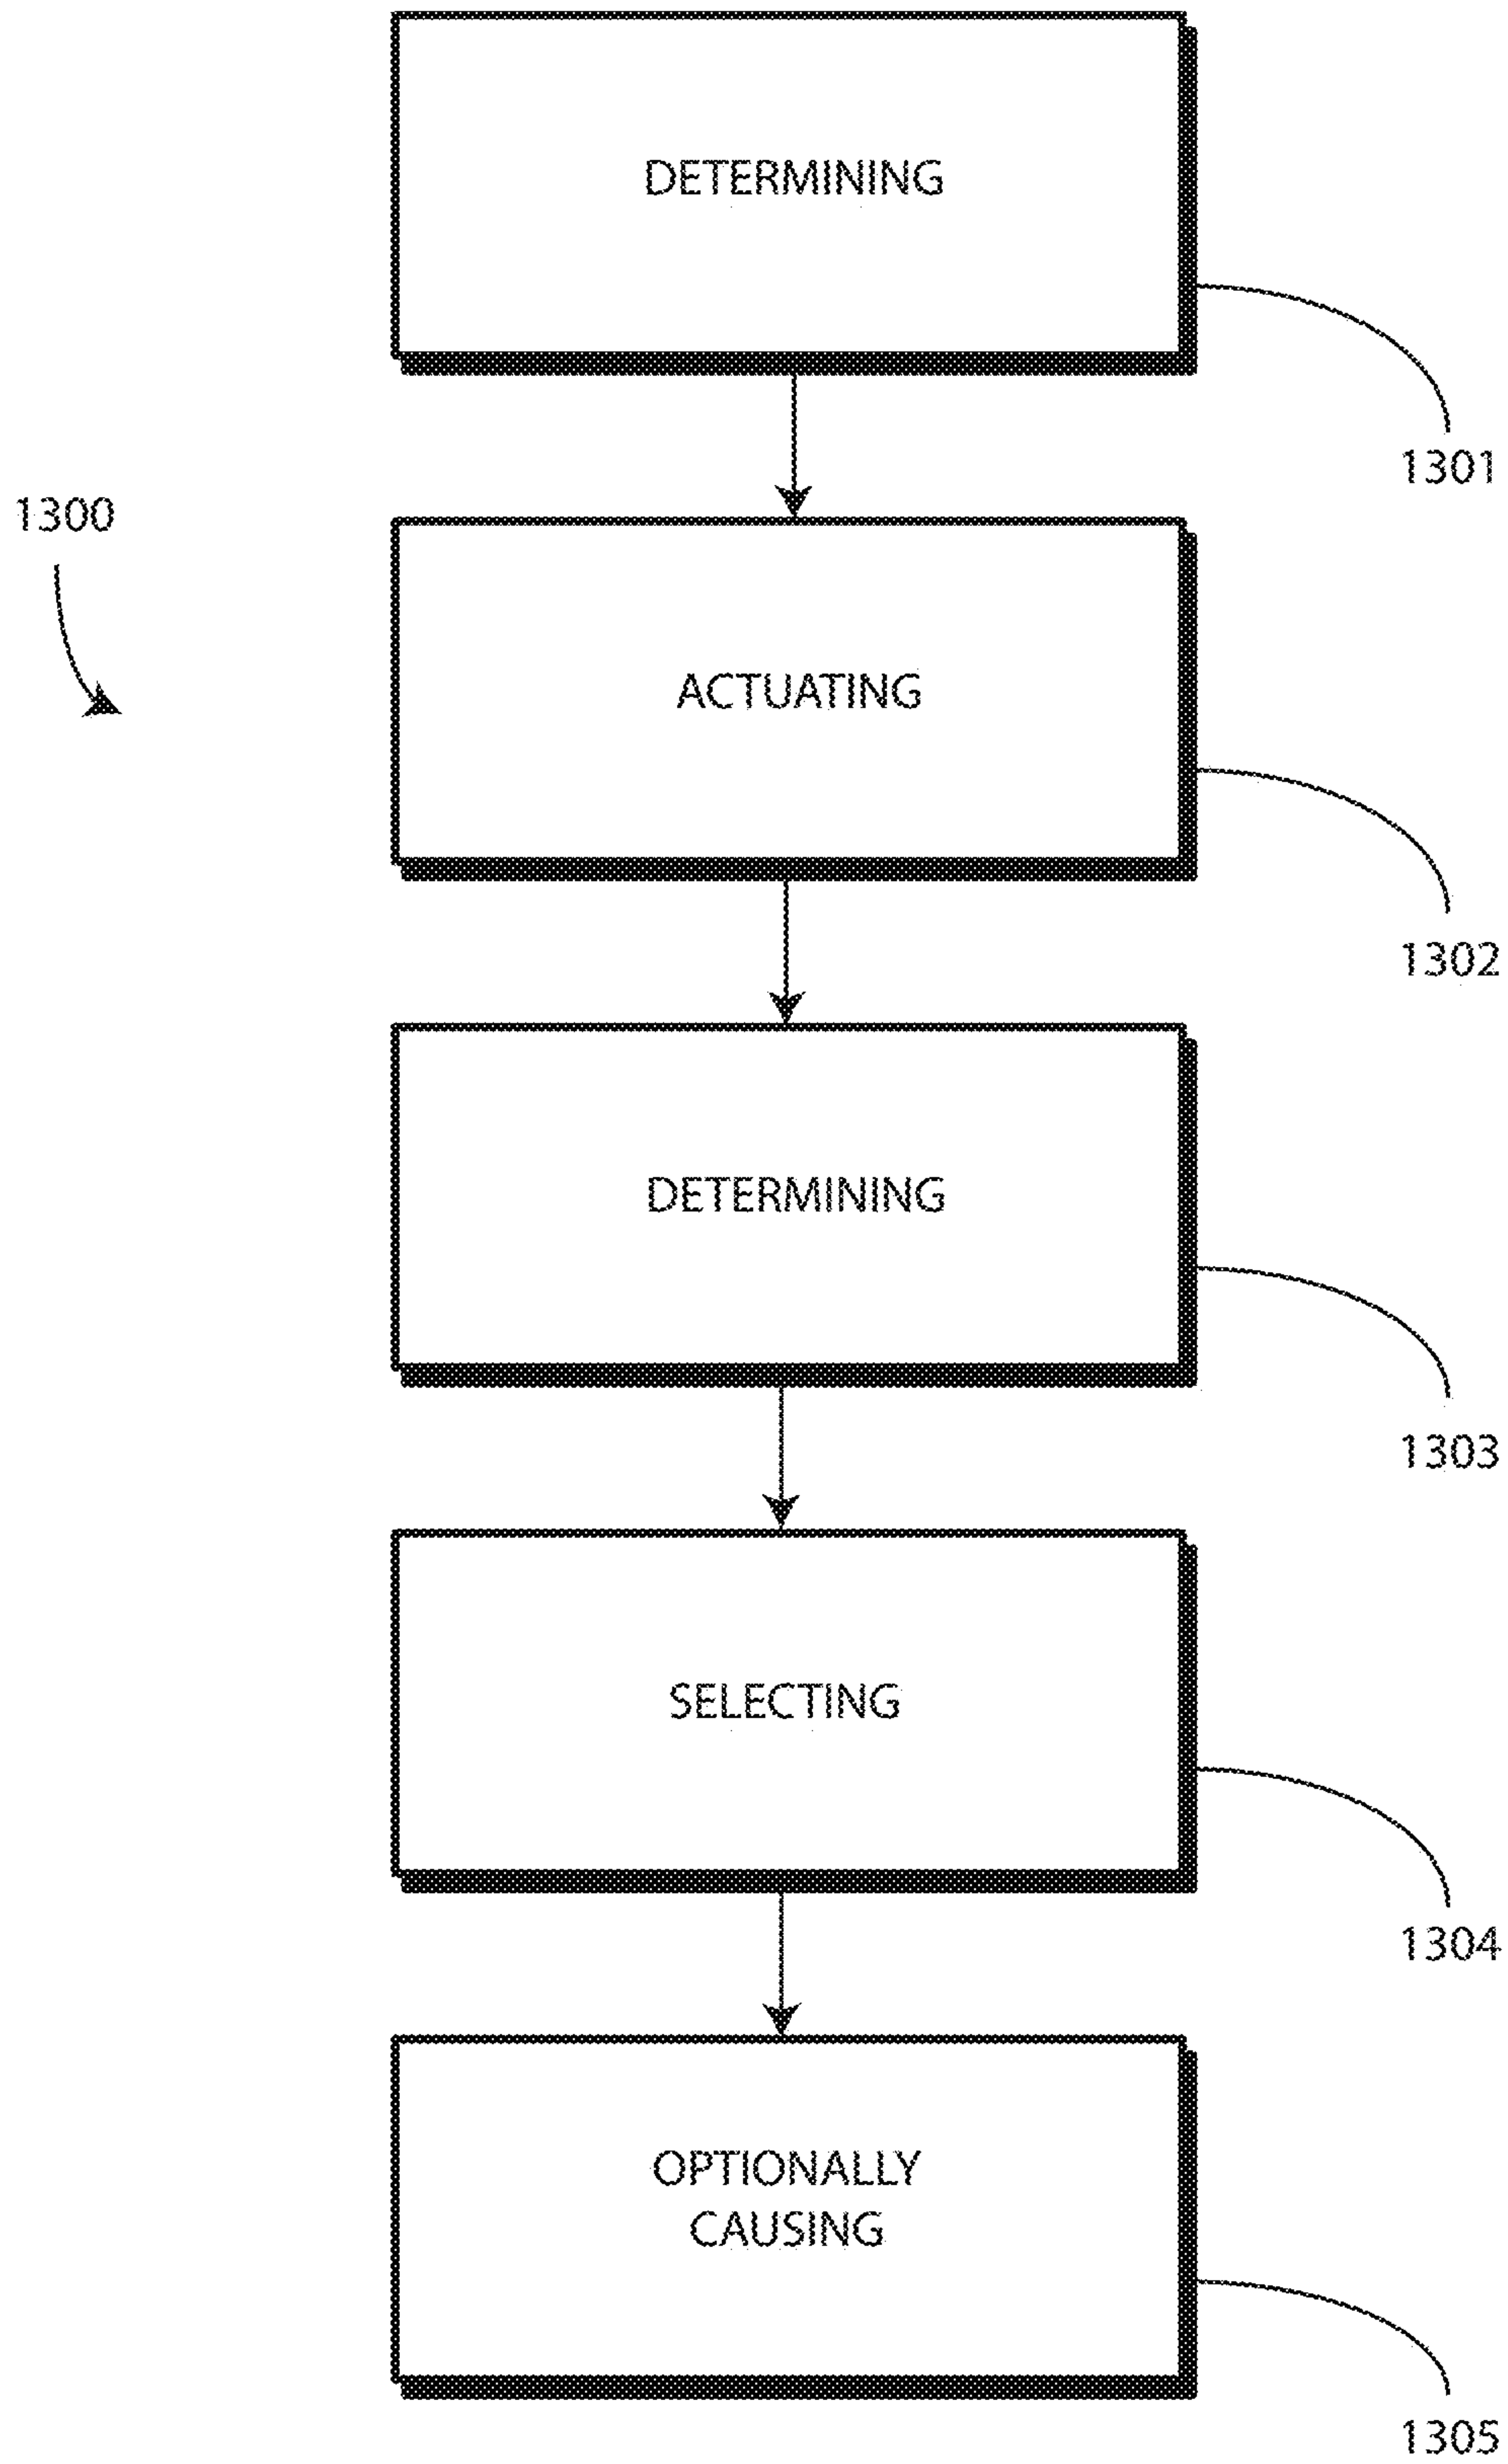 DETERMINING
1301
1300
ACTUATING
1302
DETERMINING
1303
SELECTING
1304
OPTIONALLY
CAUSING
1305